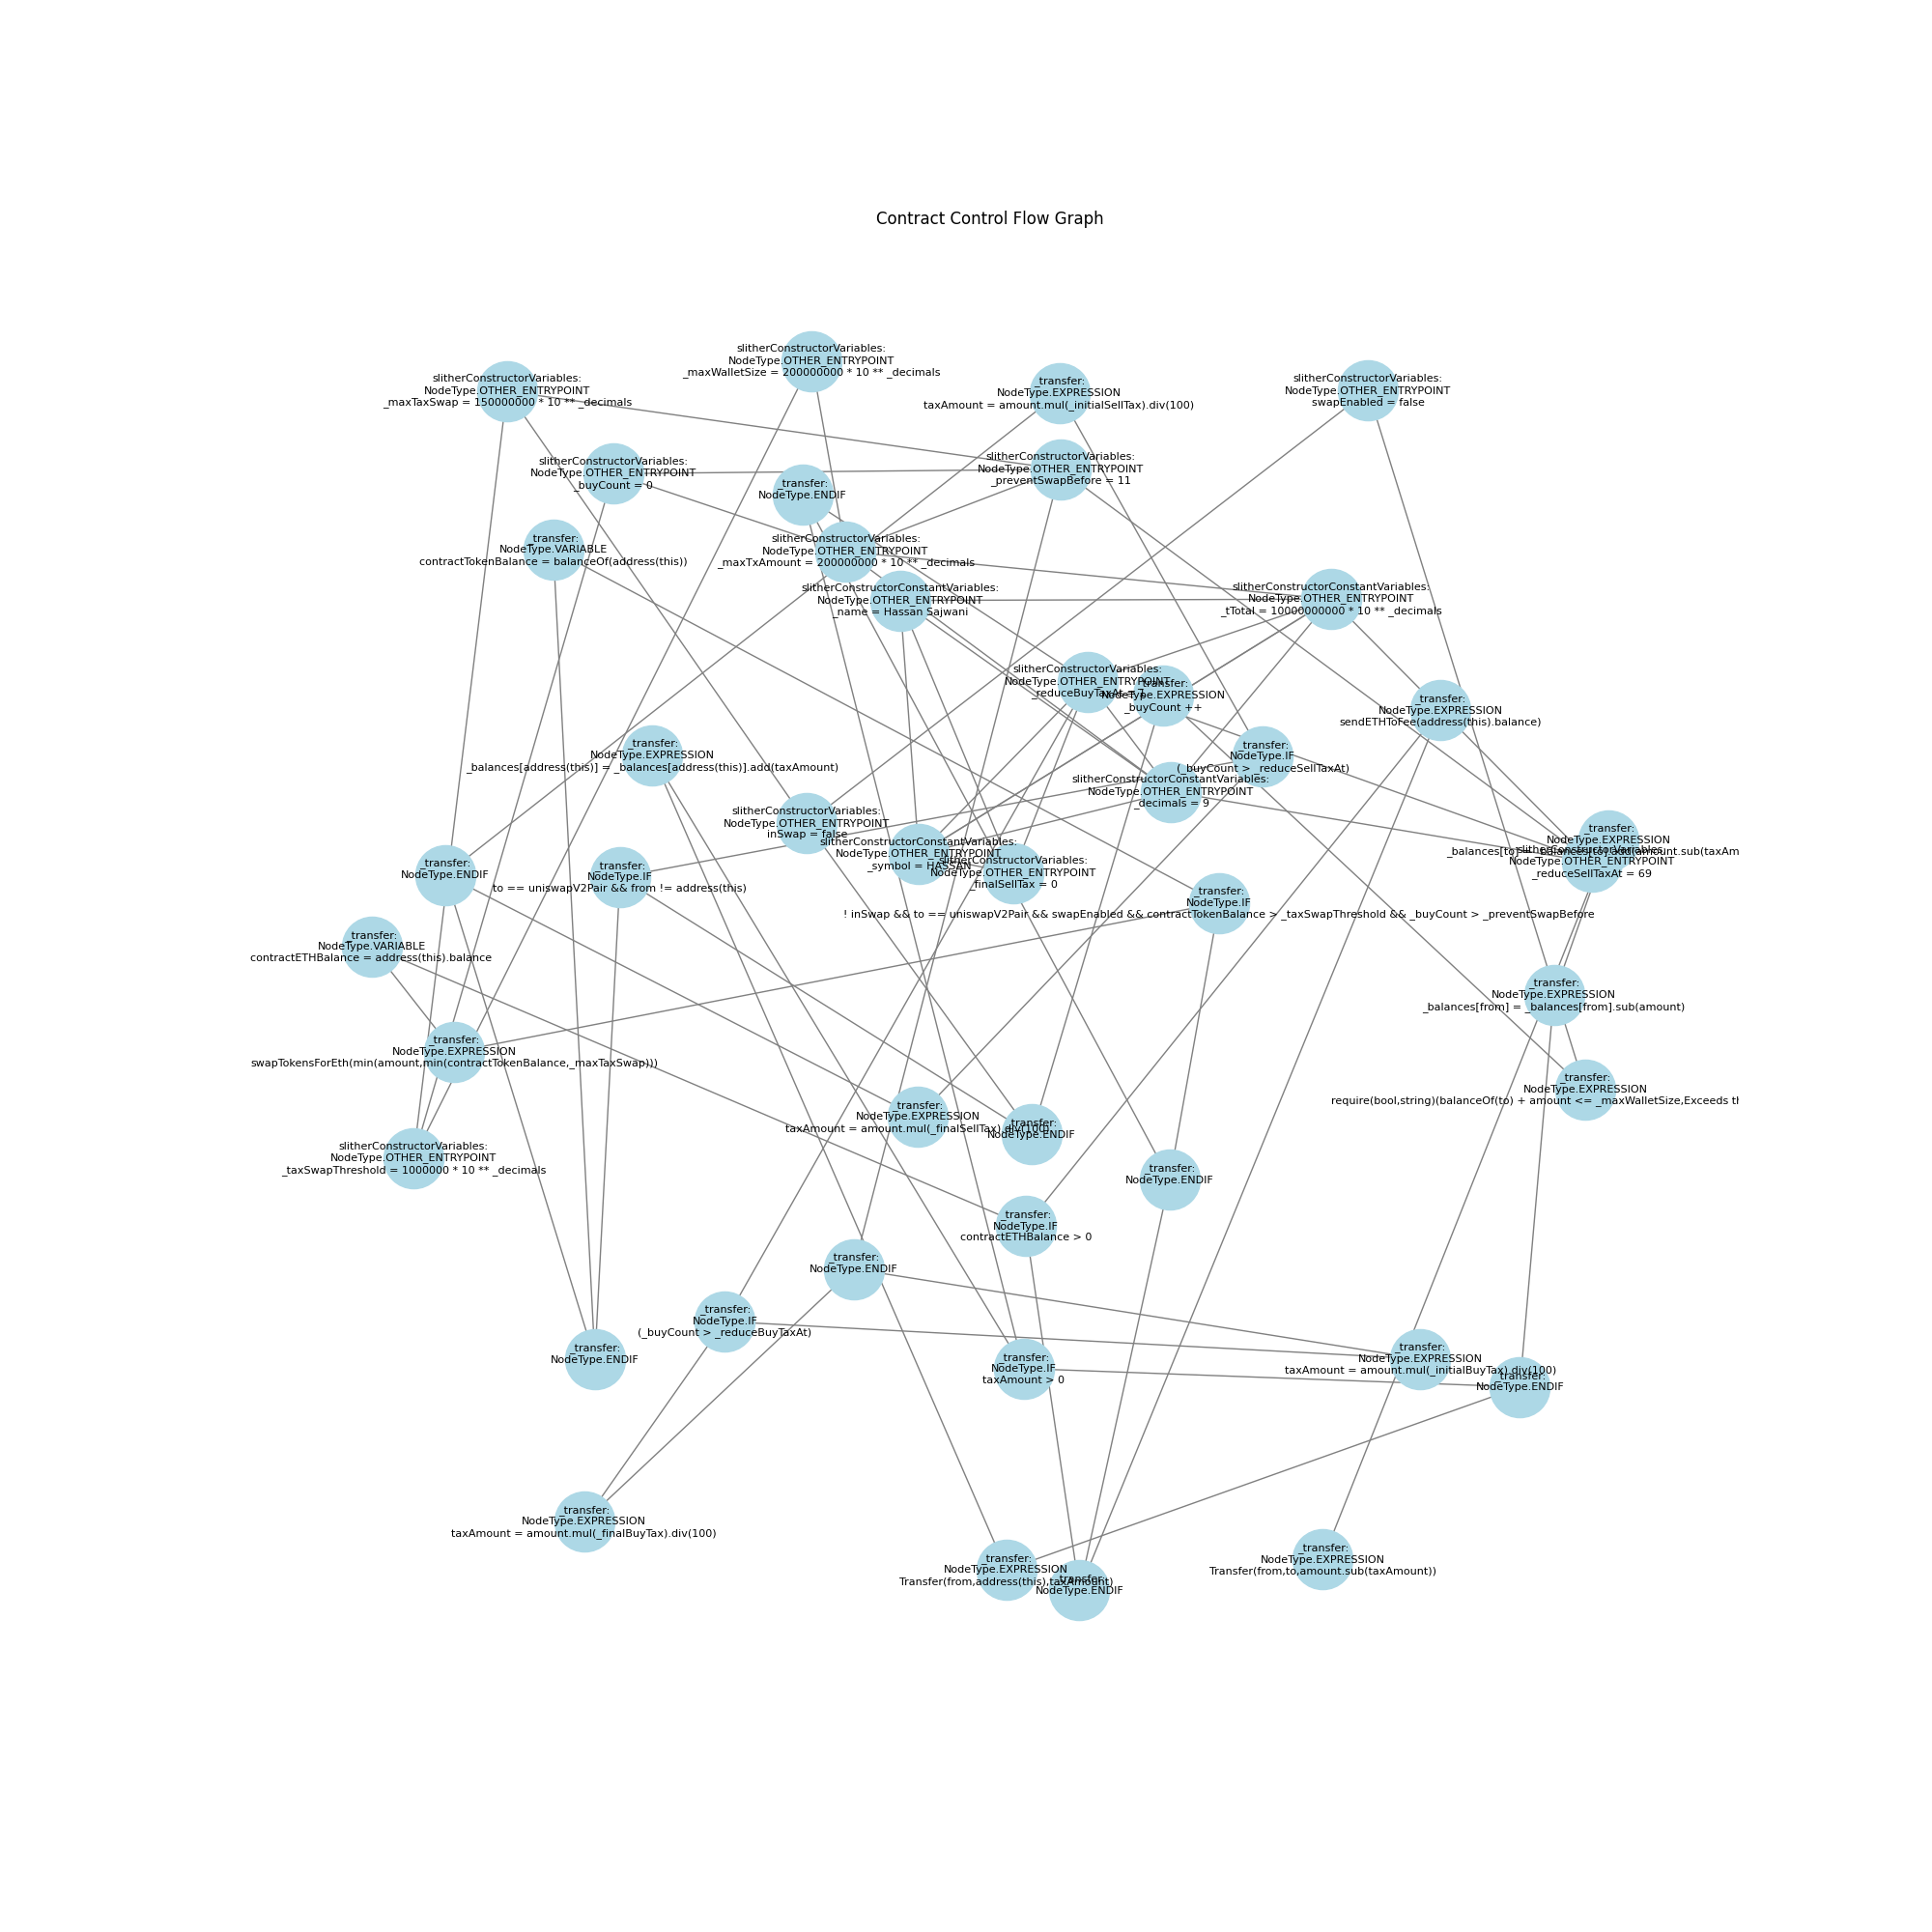 Contract Control Flow Graph
slitherConstructorVariables:
NodeType.OTHER_ENTRYPOINT
_maxWalletSize = 200000000 * 10 ** _decimals
slitherConstructorVariables:
NodeType.OTHER_ENTRYPOINT
_maxTaxSwap = 150000000 * 10 ** _decimals
_transfer:
NodeType.EXPRESSION
taxAmount = amount.mul(_initialSellTax).div(100)
slitherConstructorVariables:
NodeType.OTHER_ENTRYPOINT
swapEnabled = false
slitherConstructorVariables:
NodeType.OTHER_ENTRYPOINT
_buyCount = 0
slitherConstructorVariables:
NodeType.OTHER_ENTRYPOINT
_preventSwapBefore = 11
_transfer:
NodeType.ENDIF
_transfer:
NodeType.VARIABLE
contractTokenBalance = balanceOf(address(this))
slitherConstructorVariables:
NodeType.OTHER_ENTRYPOINT
_maxTxAmount = 200000000 * 10 ** _decimals
slitherConstructorConstantVariables:
NodeType.OTHER_ENTRYPOINT
_name = Hassan Sajwani
slitherConstructorConstantVariables:
NodeType.OTHER_ENTRYPOINT
_tTotal = 10000000000 * 10 ** _decimals
slitherConstructorVariables:
NodeType.OTHER_ENTRYPOINT
_reduceBuyTaxAt = 7
_transfer:
NodeType.EXPRESSION
_buyCount ++
_transfer:
NodeType.EXPRESSION
sendETHToFee(address(this).balance)
_transfer:
NodeType.EXPRESSION
_balances[address(this)] = _balances[address(this)].add(taxAmount)
_transfer:
NodeType.IF
(_buyCount > _reduceSellTaxAt)
slitherConstructorConstantVariables:
NodeType.OTHER_ENTRYPOINT
_decimals = 9
slitherConstructorVariables:
NodeType.OTHER_ENTRYPOINT
inSwap = false
slitherConstructorConstantVariables:
NodeType.OTHER_ENTRYPOINT
_symbol = HASSAN
slitherConstructorVariables:
NodeType.OTHER_ENTRYPOINT
_finalSellTax = 0
_transfer:
NodeType.EXPRESSION
_balances[to] = _balances[to].add(amount.sub(taxAm
slitherConstructorVariables:
NodeType.OTHER_ENTRYPOINT
_reduceSellTaxAt = 69
_transfer:
NodeType.ENDIF
_transfer:
NodeType.IF
to == uniswapV2Pair && from != address(this)
_transfer:
NodeType.IF
! inSwap && to == uniswapV2Pair && swapEnabled && contractTokenBalance > _taxSwapThreshold && _buyCount > _preventSwapBefore
_transfer:
NodeType.VARIABLE
contractETHBalance = address(this).balance
_transfer:
NodeType.EXPRESSION
_balances[from] = _balances[from].sub(amount)
_transfer:
NodeType.EXPRESSION
swapTokensForEth(min(amount,min(contractTokenBalance,_maxTaxSwap)))
_transfer:
NodeType.EXPRESSION
require(bool,string)(balanceOf(to) + amount <= _maxWalletSize,Exceeds th
_transfer:
NodeType.EXPRESSION
taxAmount = amount.mul(_finalSellTax).div(100)
_transfer:
NodeType.ENDIF
slitherConstructorVariables:
NodeType.OTHER_ENTRYPOINT
_taxSwapThreshold = 1000000 * 10 ** _decimals
_transfer:
NodeType.ENDIF
_transfer:
NodeType.IF
contractETHBalance > 0
_transfer:
NodeType.ENDIF
_transfer:
NodeType.IF
(_buyCount > _reduceBuyTaxAt)
_transfer:
NodeType.ENDIF
_transfer:
NodeType.IF
taxAmount > 0
_transfer:
NodeType.EXPRESSION
taxAmount = amount.mul(_initialBuyTax).div(100)
_transfer:
NodeType.ENDIF
_transfer:
NodeType.EXPRESSION
taxAmount = amount.mul(_finalBuyTax).div(100)
_transfer:
NodeType.EXPRESSION
Transfer(from,address(this),taxAmount)
_transfer:
NodeType.ENDIF
_transfer:
NodeType.EXPRESSION
Transfer(from,to,amount.sub(taxAmount))